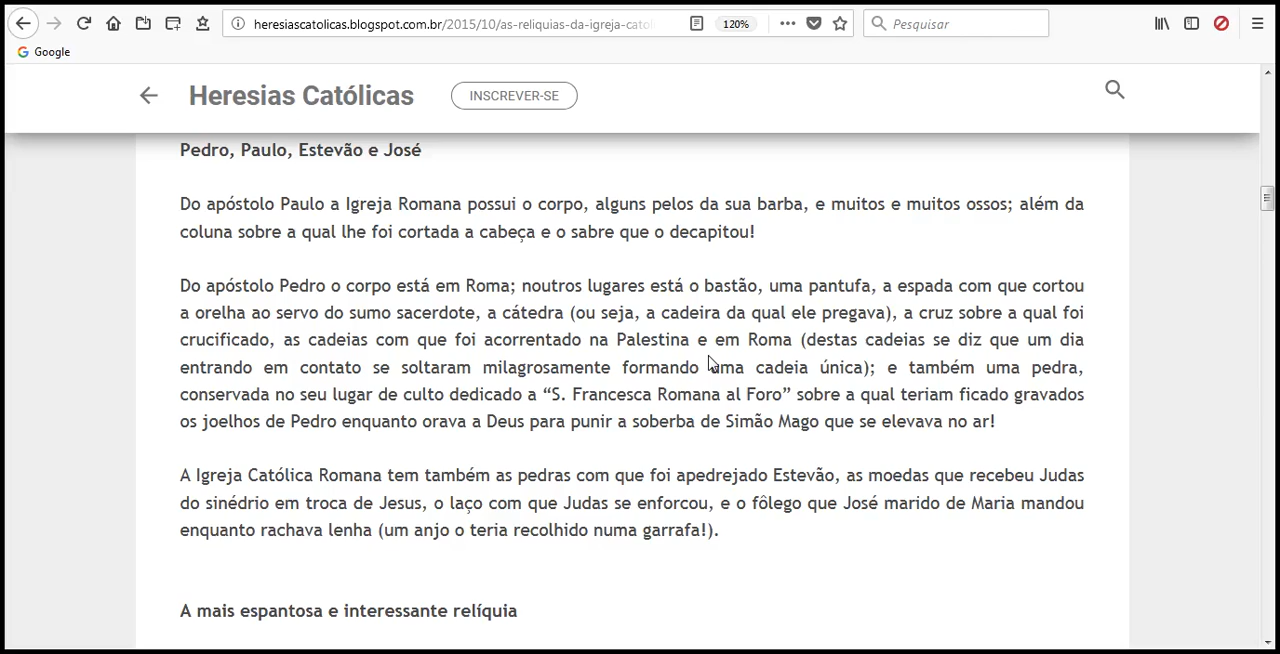 heresiascatolicas.blogspot.com.br/2015/10/as-reliquias-da-igreja-cato
120%
Pesquisar
Google
Heresias Católicas
INSCREVER-SE
Pedro, Paulo, Estevão e José
Do apóstolo Paulo a Igreja Romana possui o corpo, alguns pelos da sua barba, e muitos e muitos ossos; além da
coluna sobre a qual lhe foi cortada a cabeça e o sabre que o decapitou!
Do apóstolo Pedro o corpo está em Roma; noutros lugares está o bastão, uma pantufa, a espada com que cortou
a orelha ao servo do sumo sacerdote, a cátedra (ou seja, a cadeira da qual ele pregava), a cruz sobre a qual foi
crucificado, as cadeias com que foi acorrentado na Palestina e em Roma (destas cadeias se diz que um dia
entrando em contato se soltaram milagrosamente formando uma cadeia única); e também uma pedra,
conservada no seu lugar de culto dedicado a “S. Francesca Romana al Foro” sobre a qual teriam ficado gravados
os joelhos de Pedro enquanto orava a Deus para punir a soberba de Simão Mago que se elevava no ar!
A Igreja Católica Romana tem também as pedras com que foi apedrejado Estevão, as moedas que recebeu Judas
do sinédrio em troca de Jesus, o laço com que Judas se enforcou, e o fôlego que José marido de Maria mandou
enquanto rachava lenha (um anjo o teria recolhido numa garrafa!).
A mais espantosa e interessante relíquia